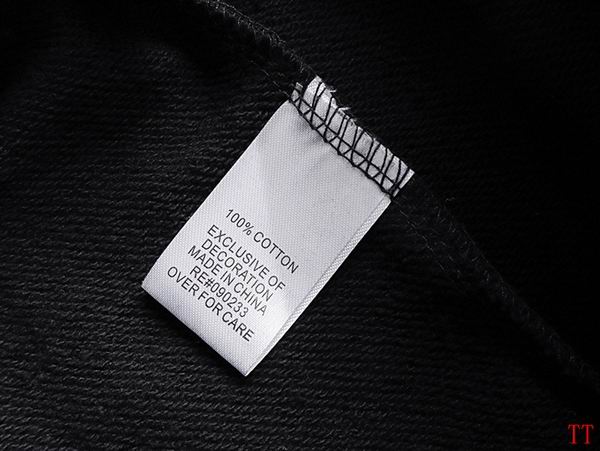 100% COTTON
EXCLUSIVE OF
DECORATION
MADE IN CHINA
RE#090233
OVER FOR CARE
TT